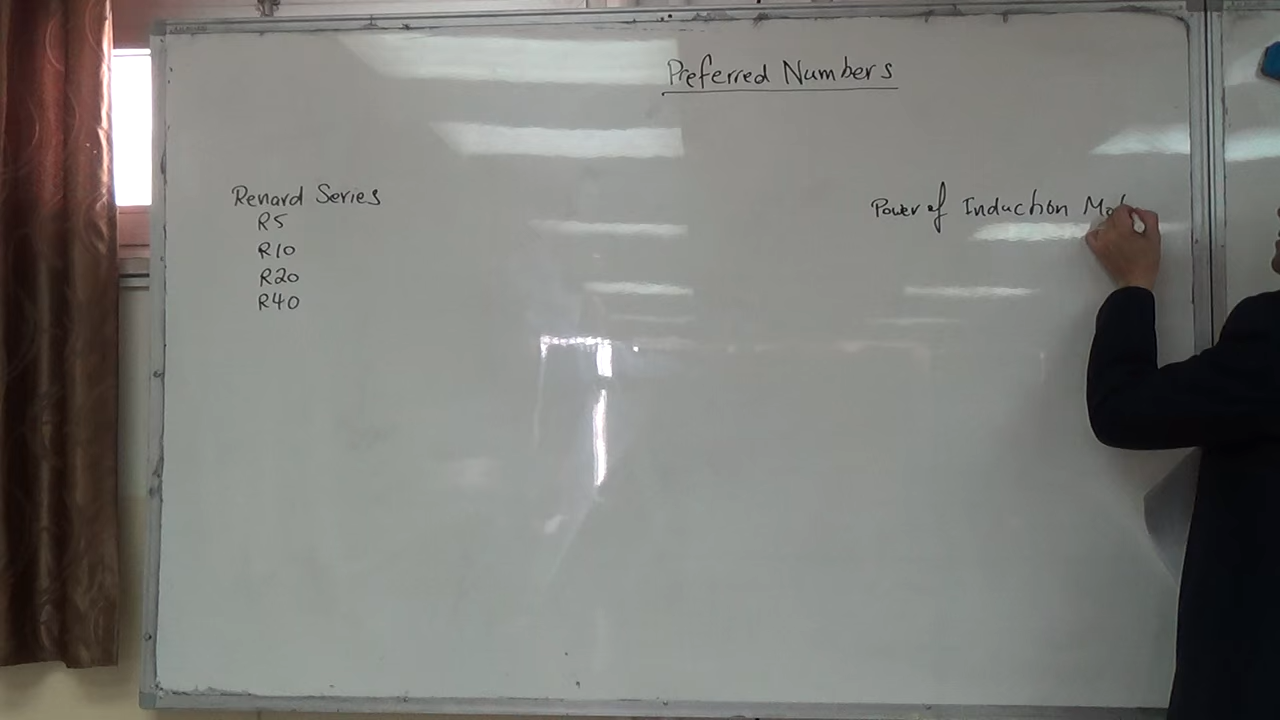 Preferred Numbers
Renard Series
R5
R10
R20
R40
Power of Induction